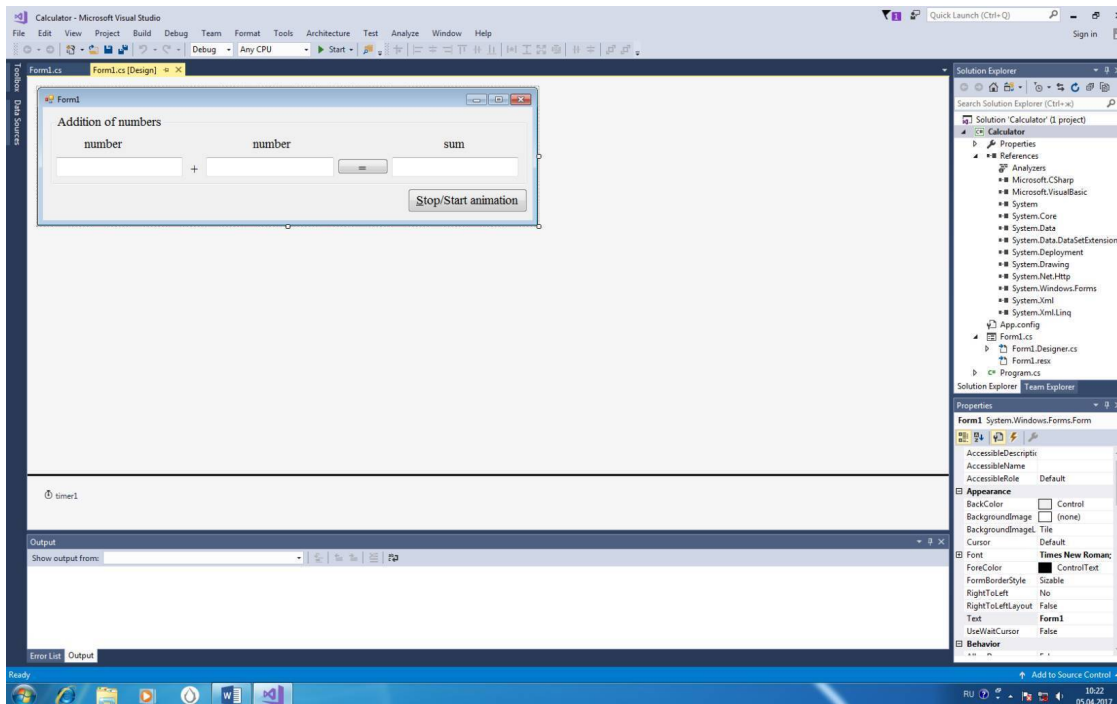 Calculator - Microsoft Visual Studio
Quick Launch (Ctrl+Q)
File Edit View Project Build Debug Team Format Tools Architecture Test Analyze Window Help
Sign in
Debug Any CPU Start
Toolbox
Data Sources
Form1.cs Form1.cs [Design]
Form1
Addition of numbers
number number sum
+ =
Stop/Start animation
timer1
Output
Show output from:
Error List Output
Solution Explorer
Search Solution Explorer (Ctrl+ж)
Solution 'Calculator' (1 project)
C# Calculator
Properties
References
Analyzers
Microsoft.CSharp
Microsoft.VisualBasic
System
System.Core
System.Data
System.Data.DataSetExtension
System.Deployment
System.Drawing
System.Net.Http
System.Windows.Forms
System.Xml
System.Xml.Linq
App.config
Form1.cs
Form1.Designer.cs
Form1.resx
C# Program.cs
Solution Explorer Team Explorer
Properties
Form1 System.Windows.Forms.Form
AccessibleDescriptic
AccessibleName
AccessibleRole Default
Appearance
BackColor Control
BackgroundImage (none)
BackgroundImageL Tile
Cursor Default
Font Times New Roman;
ForeColor ControlText
FormBorderStyle Sizable
RightToLeft No
RightToLeftLayout False
Text Form1
UseWaitCursor False
Behavior
Ready
Add to Source Control
RU 10:22
05.04.2017